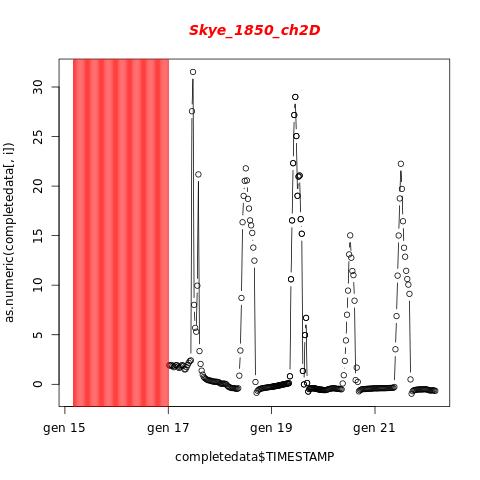 Skye_1850_ch2D
as.numeric(completedata[, i])
30
25
20
15
10
5
0
gen 15 gen 17 gen 19 gen 21
completedata$TIMESTAMP